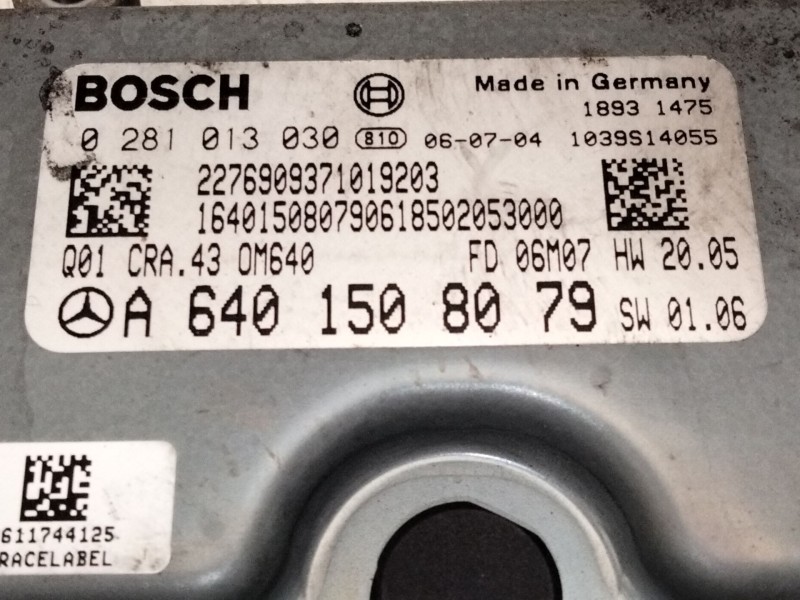 BOSCH
Made in Germany
1893 1475
0 281 013 030 810 06-07-04 1039S14055
2276909371019203
164015080790618502053000
Q01 CRA.43 OM640 FD 06M07 HW 20.05
A 640 150 80 79 SW 01.06
611744125
RACELABEL